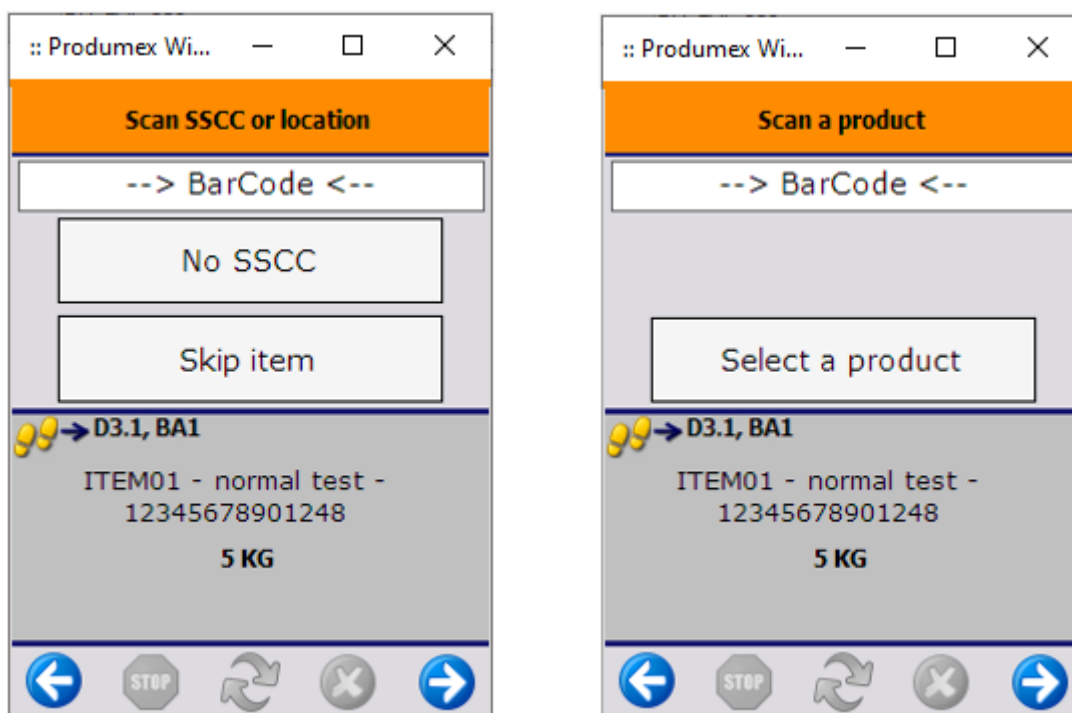 :: Produmex Wi...
Scan SSCC or location
--> BarCode <--
No SSCC
Skip item
D3.1, BA1
ITEM01 - normal test -
12345678901248
5 KG
STOP
:: Produmex Wi...
Scan a product
--> BarCode <--
Select a product
D3.1, BA1
ITEM01 - normal test -
12345678901248
5 KG
STOP